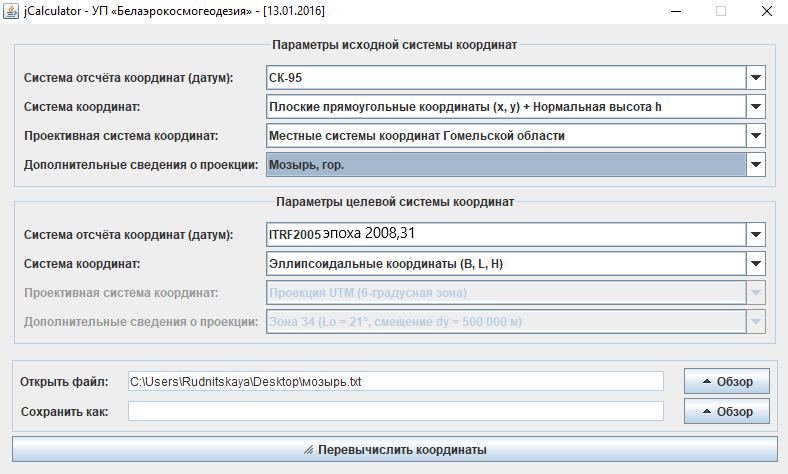 jCalculator - УП «Белаэрокосмогеодезия» - [13.01.2016]
Параметры исходной системы координат
Система отсчёта координат (датум): СК-95
Система координат: Плоские прямоугольные координаты (x, y) + Нормальная высота h
Проективная система координат: Местные системы координат Гомельской области
Дополнительные сведения о проекции: Мозырь, гор.
Параметры целевой системы координат
Система отсчёта координат (датум): ITRF2005 эпоха 2008,31
Система координат: Эллипсоидальные координаты (B, L, H)
Проективная система координат: Проекция UTM (6-градусная зона)
Дополнительные сведения о проекции: Зона 34 (Lo = 21°, смещение dy = 500 000 м)
Открыть файл: C:\Users\Rudnitskaya\Desktop\мозырь.txt Обзор
Сохранить как: Обзор
Перевычислить координаты